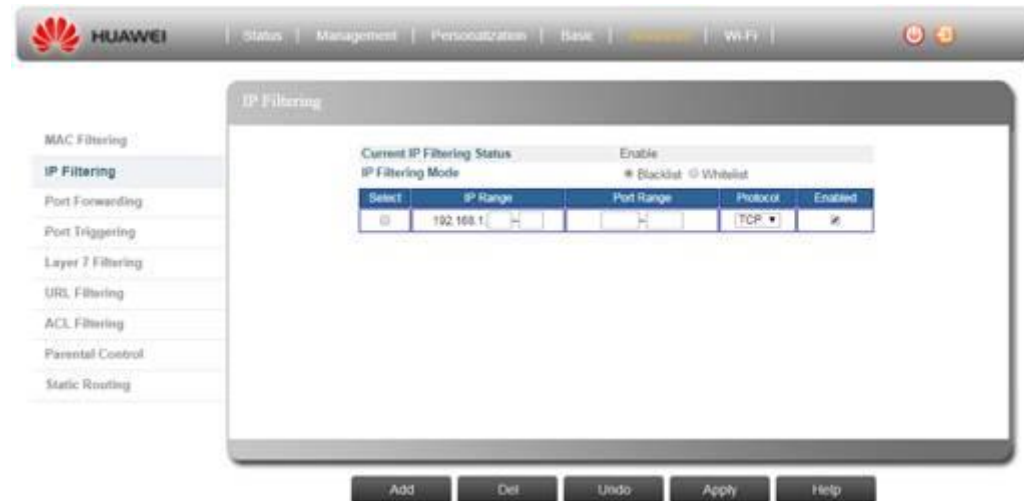 HUAWEI
Status | Management | Personalization | Basic | Advanced | Wi-Fi |
IP Filtering
MAC Filtering
IP Filtering
Port Forwarding
Port Triggering
Layer 7 Filtering
URL Filtering
ACL Filtering
Parental Control
Static Routing
Current IP Filtering Status Enable
IP Filtering Mode Blacklist Whitelist
Select IP Range Port Range Protocol Enabled
192.168.1. – – TCP
Add Del Undo Apply Help